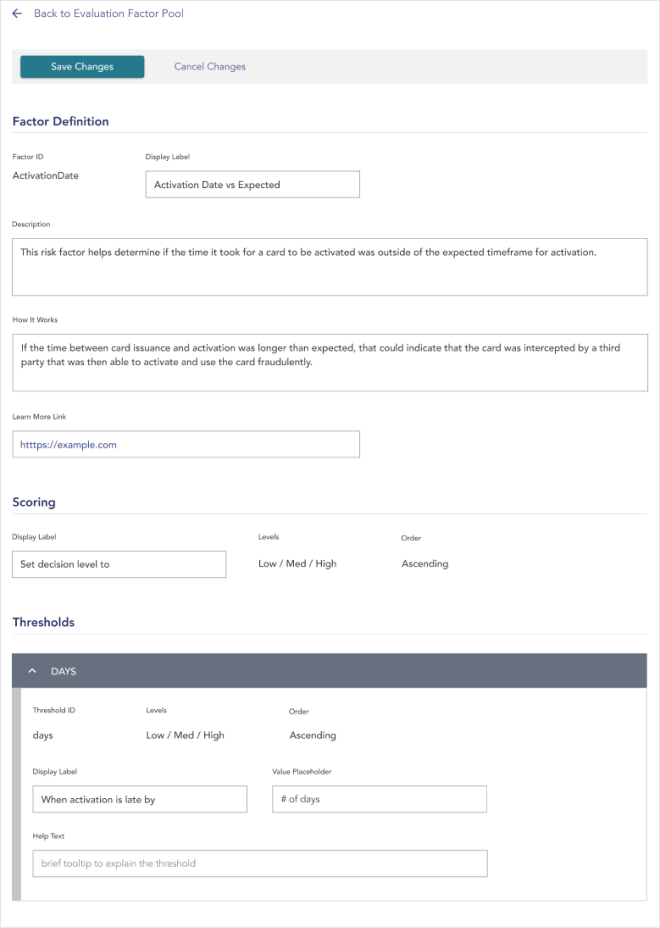 Back to Evaluation Factor Pool
Save Changes
Cancel Changes
Factor Definition
Factor ID
Display Label
ActivationDate
Activation Date vs Expected
Description
This risk factor helps determine if the time it took for a card to be activated was outside of the expected timeframe for activation.
How It Works
If the time between card issuance and activation was longer than expected, that could indicate that the card was intercepted by a third
party that was then able to activate and use the card fraudulently.
Learn More Link
htttps://example.com
Scoring
Display Label
Levels
Order
Set decision level to
Low / Med / High
Ascending
Thresholds
DAYS
Threshold ID
Levels
Order
days
Low / Med / High
Ascending
Display Label
Value Placeholder
When activation is late by
# of days
Help Text
brief tooltip to explain the threshold